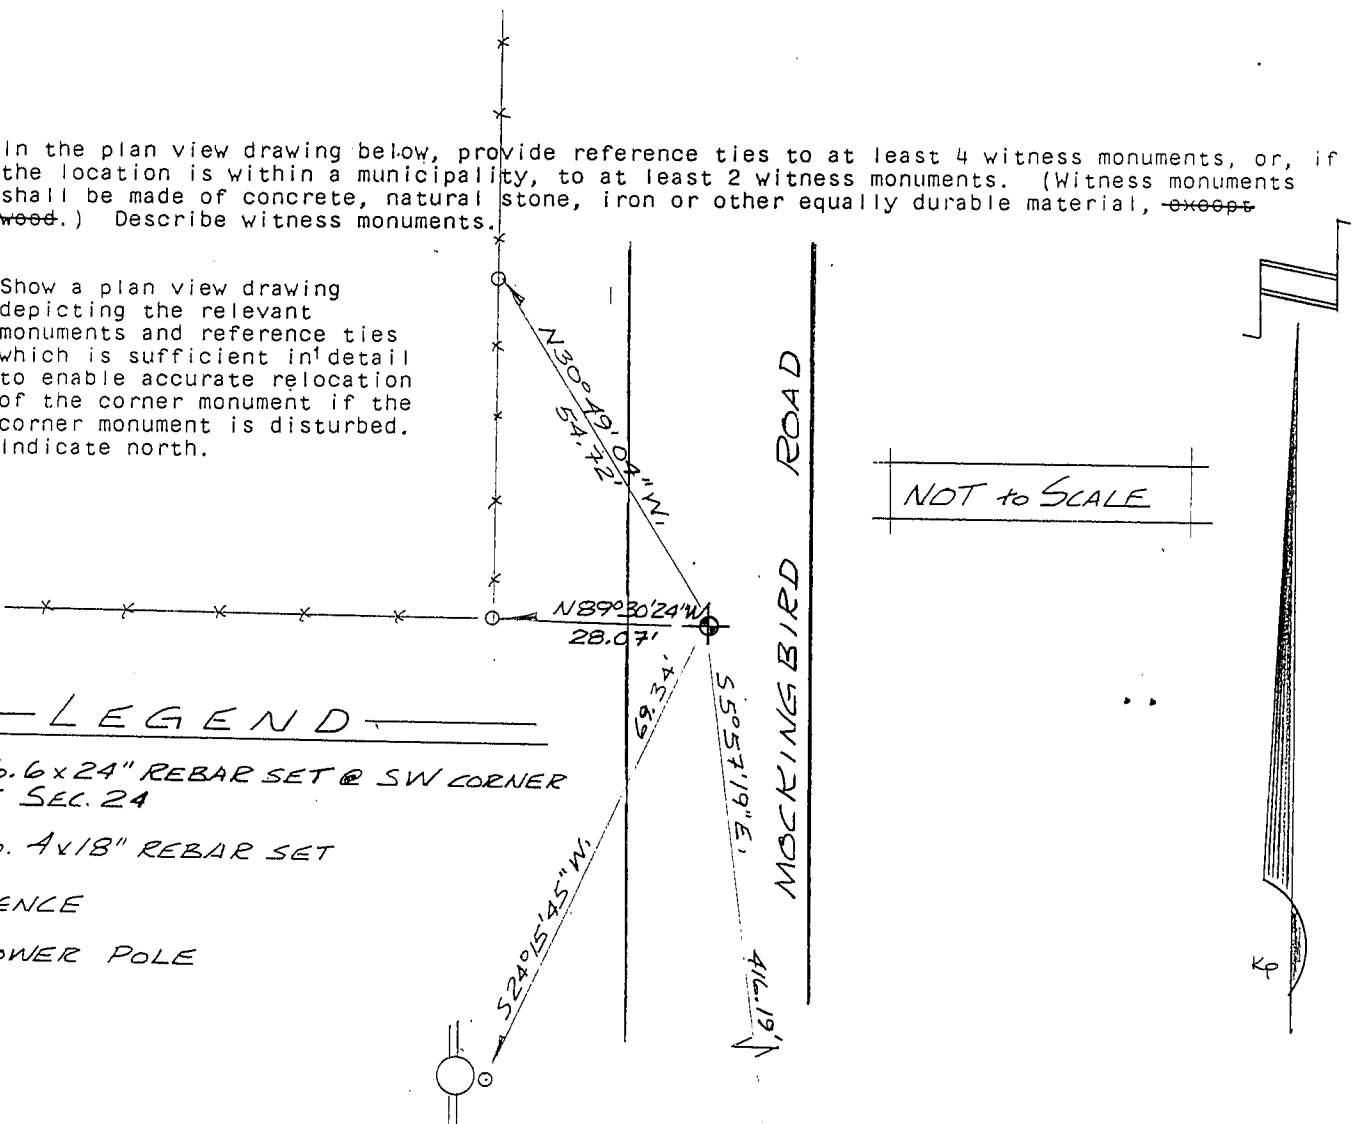 In the plan view drawing below, provide reference ties to at least 4 witness monuments, or, if
the location is within a municipality, to at least 2 witness monuments. (Witness monuments
shall be made of concrete, natural stone, iron or other equally durable material, except
wood.) Describe witness monuments.
Show a plan view drawing
depicting the relevant
monuments and reference ties
which is sufficient in detail
to enable accurate relocation
of the corner monument if the
corner monument is disturbed.
Indicate north.
N30°49'04"W.
54.72'
MOCKINGBIRD ROAD
NOT to SCALE
N89°30'24"W
28.07'
69.34'
S24°15'45"W.
S5°57'19"E.
416.19'
LEGEND
o. 6x24" REBAR SET @ SW CORNER
SEC. 24
o. 4x18" REBAR SET
ENCE
OWER POLE
N